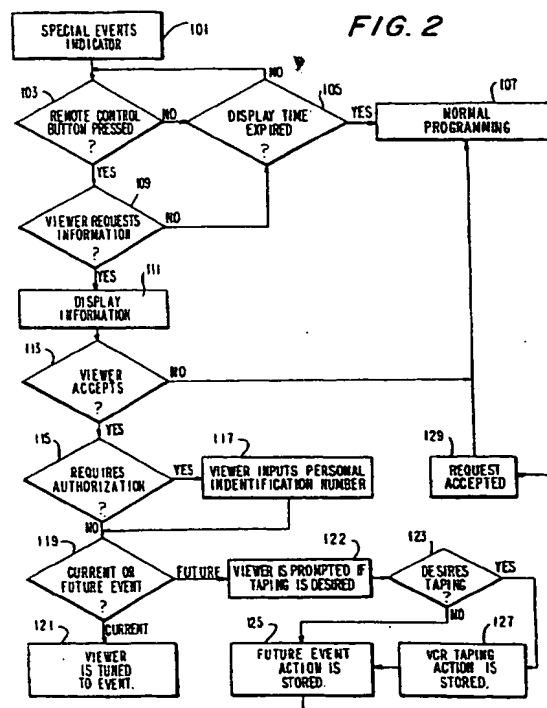 FIG. 2
SPECIAL EVENTS
INDICATOR
101
NO
103
REMOTE CONTROL
BUTTON PRESSED
?
NO
105
DISPLAY TIME
EXPIRED
?
YES
107
NORMAL
PROGRAMMING
YES
109
VIEWER REQUESTS
INFORMATION
?
NO
YES
111
DISPLAY
INFORMATION
113
VIEWER
ACCEPTS
?
NO
YES
115
REQUIRES
AUTHORIZATION
?
YES
117
VIEWER INPUTS PERSONAL
INDENTIFICATION NUMBER
129
REQUEST
ACCEPTED
NO
119
CURRENT OR
FUTURE EVENT
?
FUTURE
122
VIEWER IS PROMPTED IF
TAPING IS DESIRED
123
DESIRES
TAPING
?
YES
NO
CURRENT
121
VIEWER
IS TUNED
TO EVENT.
125
FUTURE EVENT
ACTION IS
STORED.
127
VCR TAPING
ACTION IS
STORED.